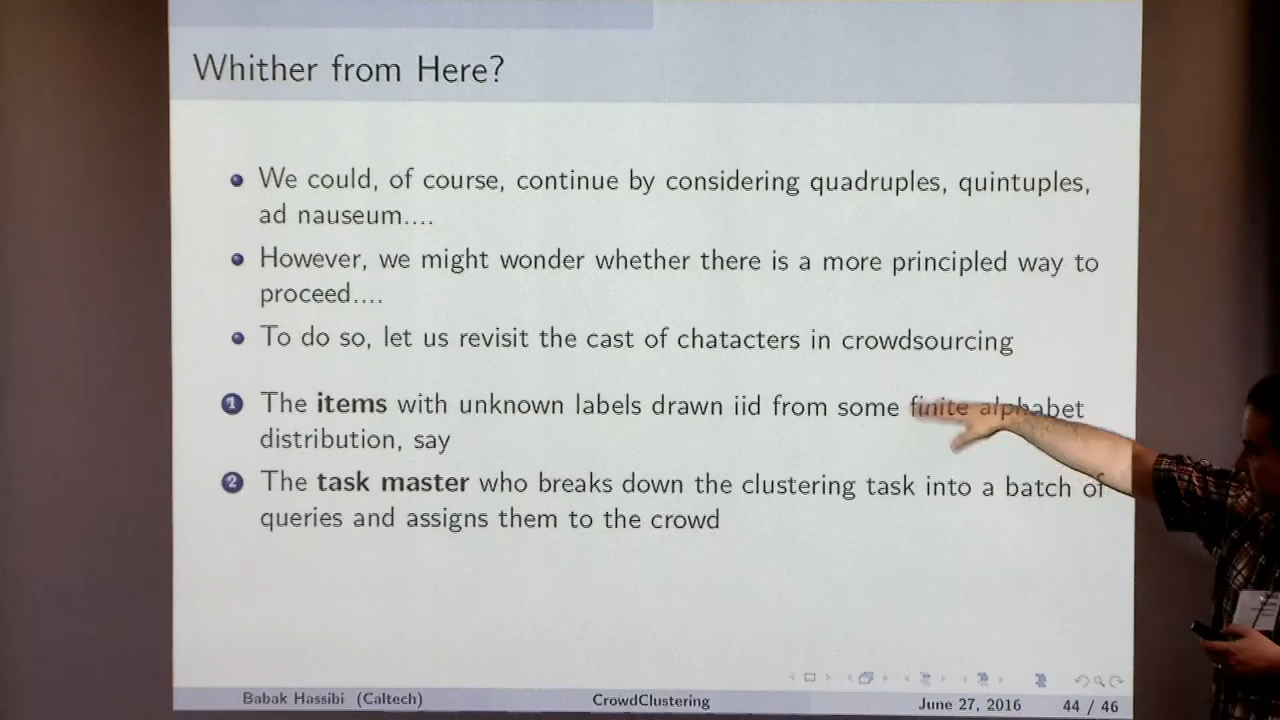 Whither from Here?
We could, of course, continue by considering quadruples, quintuples,
ad nauseum....
However, we might wonder whether there is a more principled way to
proceed....
To do so, let us revisit the cast of chatacters in crowdsourcing
1 The items with unknown labels drawn iid from some finite alphabet
distribution, say
2 The task master who breaks down the clustering task into a batch of
queries and assigns them to the crowd
Babak Hassibi (Caltech) CrowdClustering June 27, 2016 44 / 46